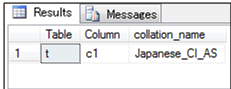 Results Messages
Table Column collation_name
1 t c1 Japanese_CI_AS